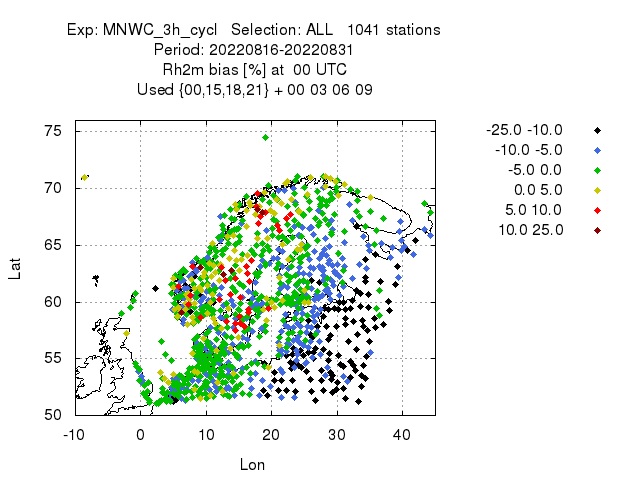 Exp: MNWC_3h_cycl   Selection: ALL   1041 stations
Period: 20220816-20220831
Rh2m bias [%] at  00 UTC
Used {00,15,18,21} + 00 03 06 09
-25.0 -10.0
-10.0 -5.0
-5.0 0.0
0.0 5.0
5.0 10.0
10.0 25.0
75
70
65
60
55
50
Lat
-10 0 10 20 30 40
Lon